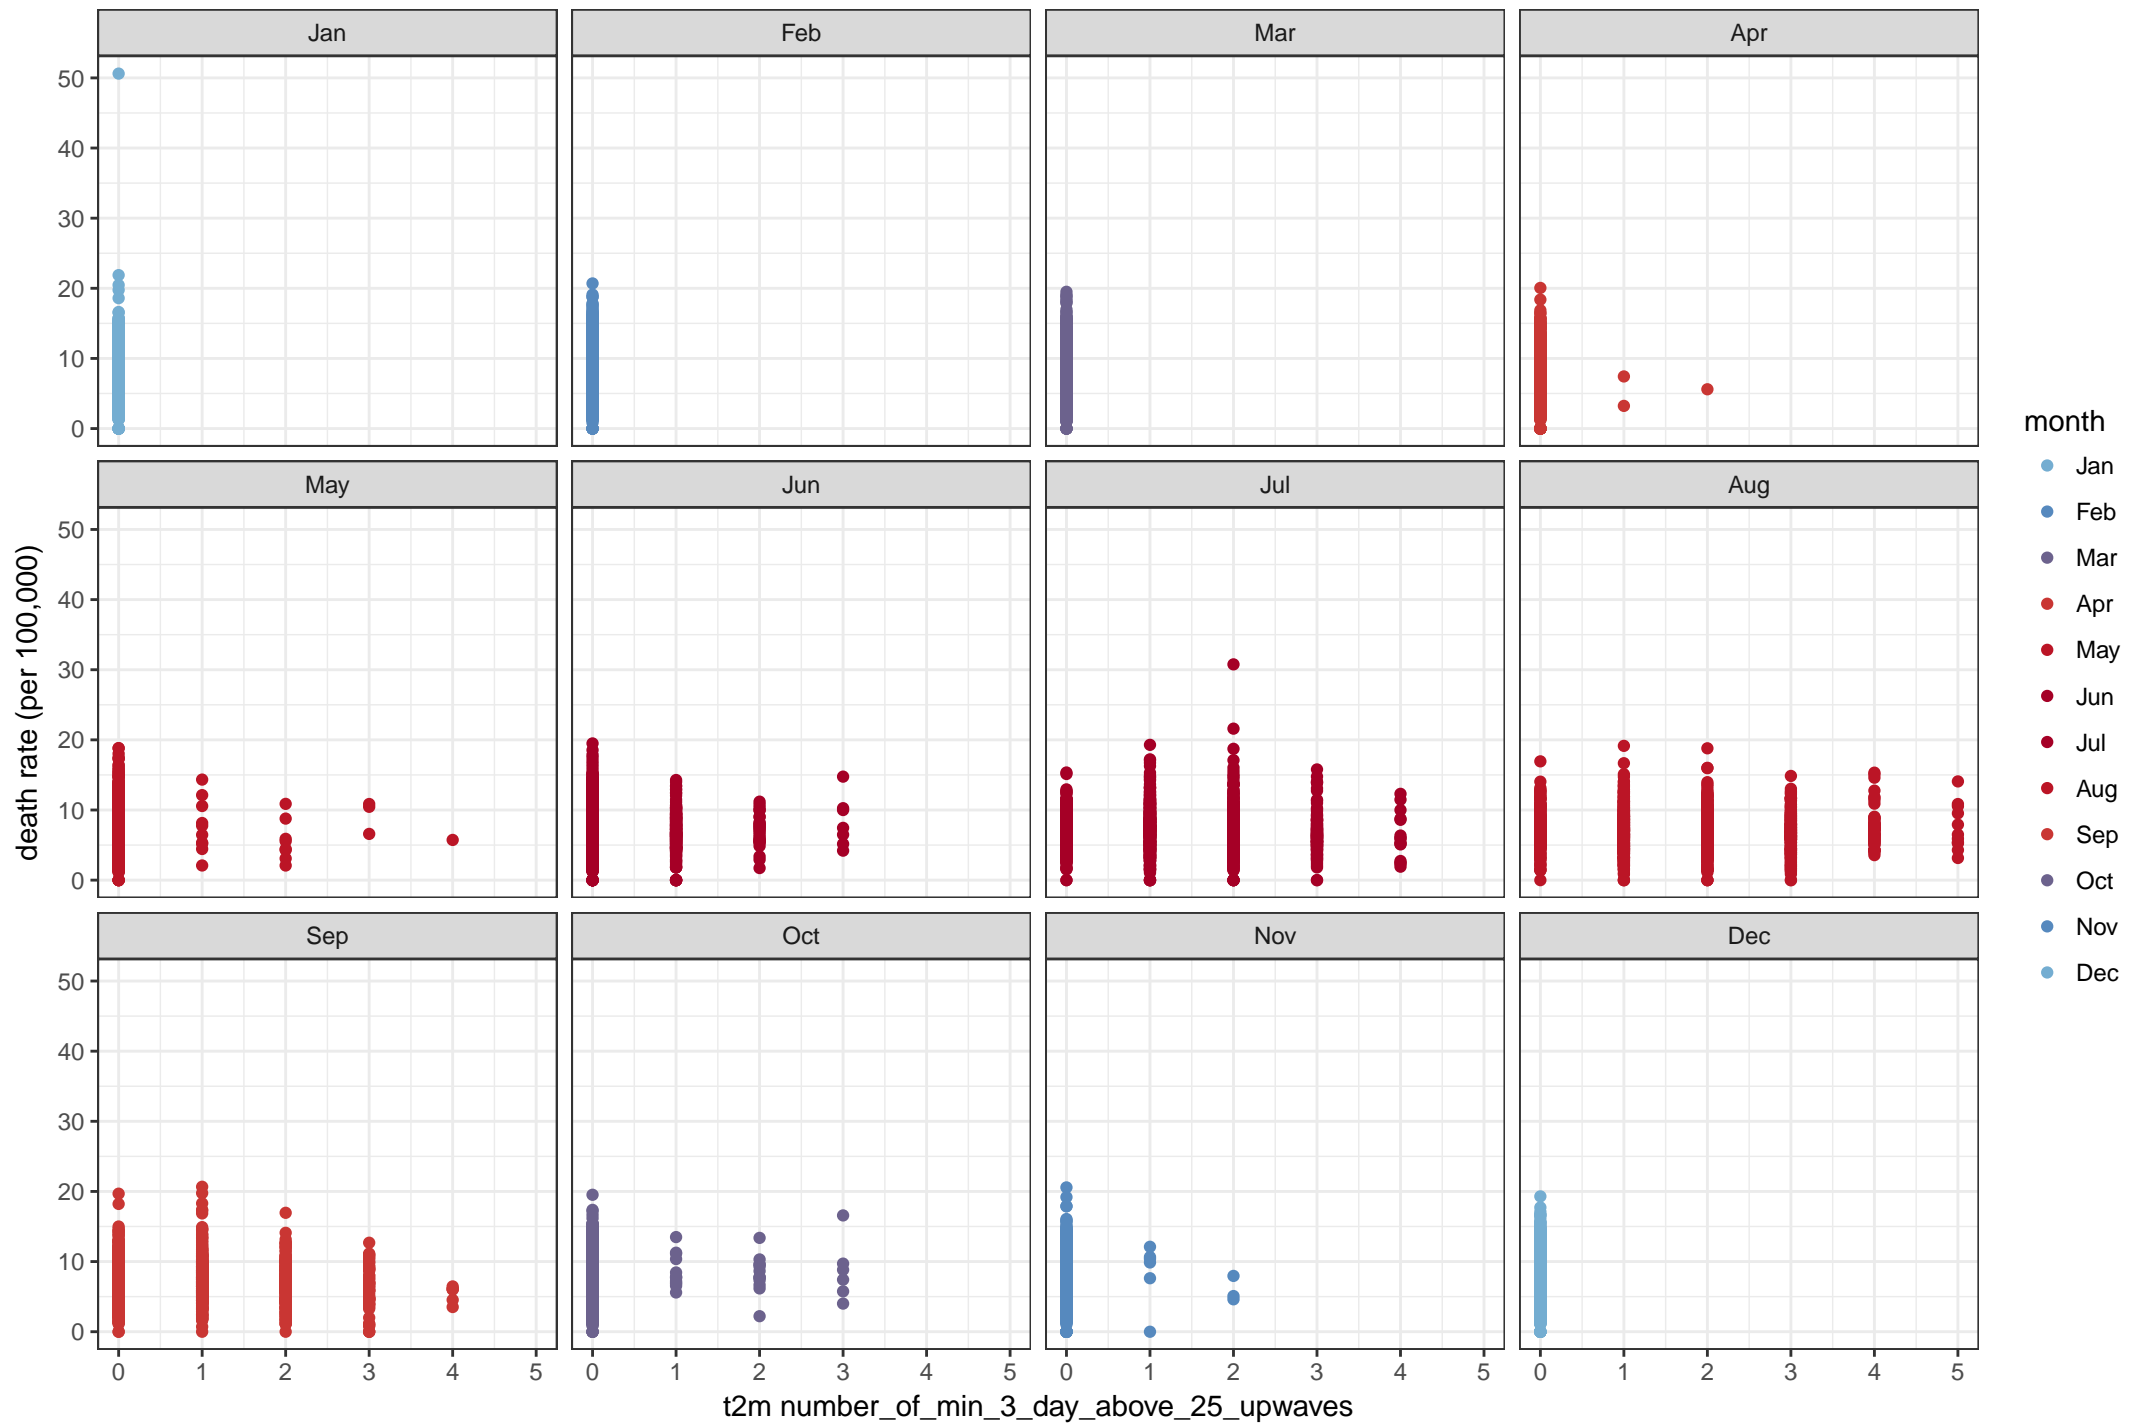 Jan Feb Mar Apr
50
40
30
20
10
0
May Jun Jul Aug
50
40
30
20
10
0
Sep Oct Nov Dec
50
40
30
20
10
0
0 1 2 3 4 5 0 1 2 3 4 5 0 1 2 3 4 5 0 1 2 3 4 5
t2m number_of_min_3_day_above_25_upwaves
death rate (per 100,000)
month
Jan
Feb
Mar
Apr
May
Jun
Jul
Aug
Sep
Oct
Nov
Dec